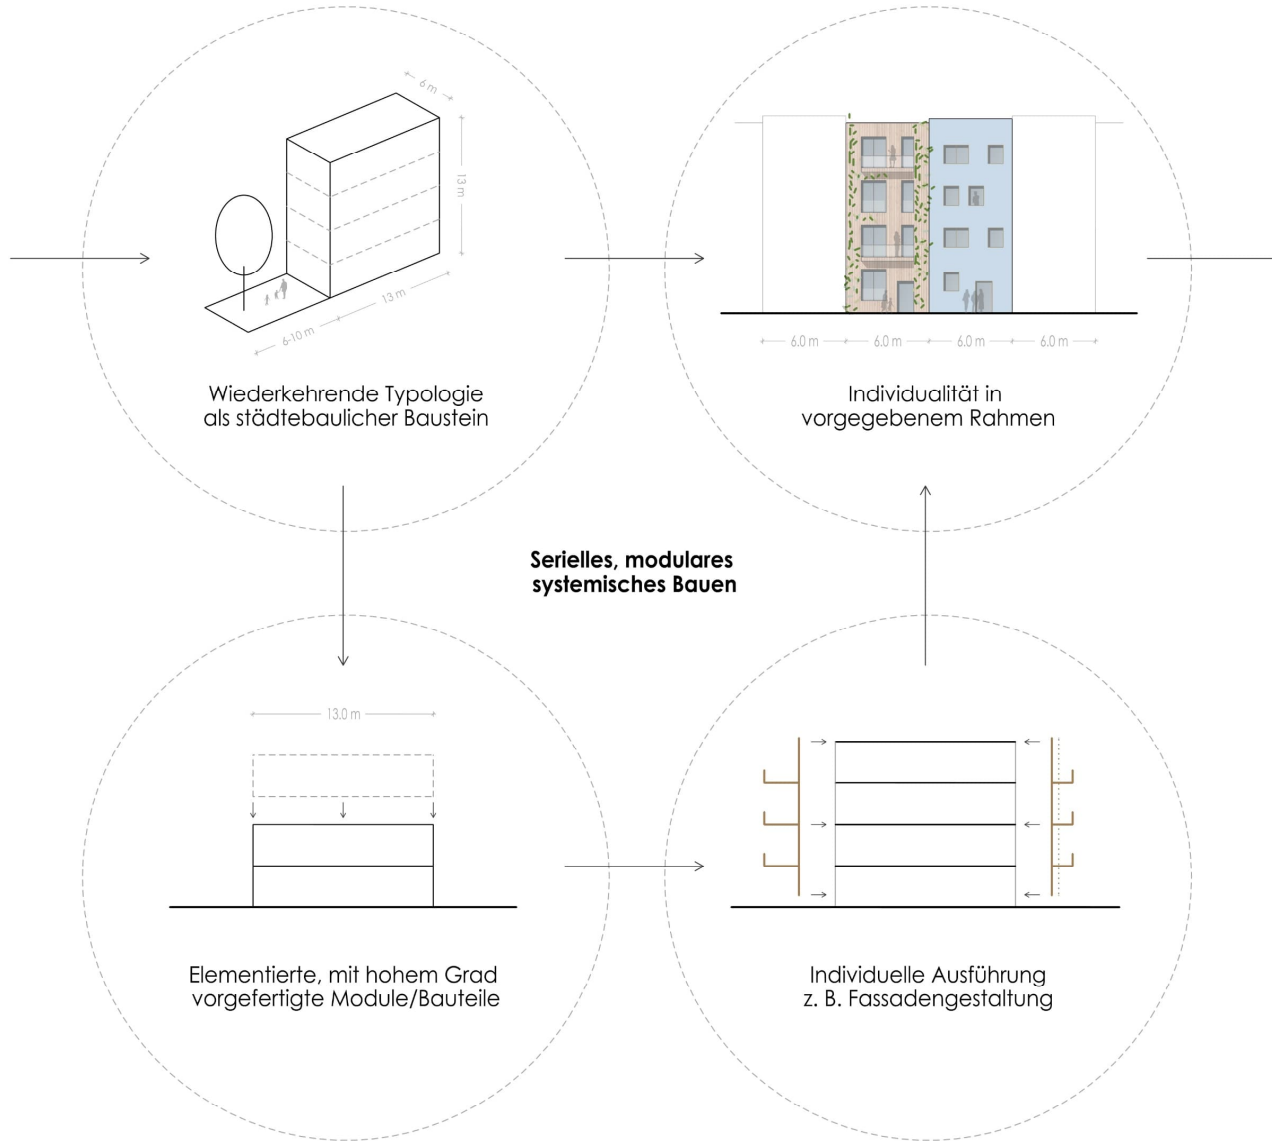 6 m
13 m
13 m
6-10 m
Wiederkehrende Typologie
als städtebaulicher Baustein
6.0 m
6.0 m
6.0 m
6.0 m
Individualität in
vorgegebenem Rahmen
Serielles, modulares
systemisches Bauen
13.0 m
Elementierte, mit hohem Grad
vorgefertigte Module/Bauteile
Individuelle Ausführung
z. B. Fassadengestaltung